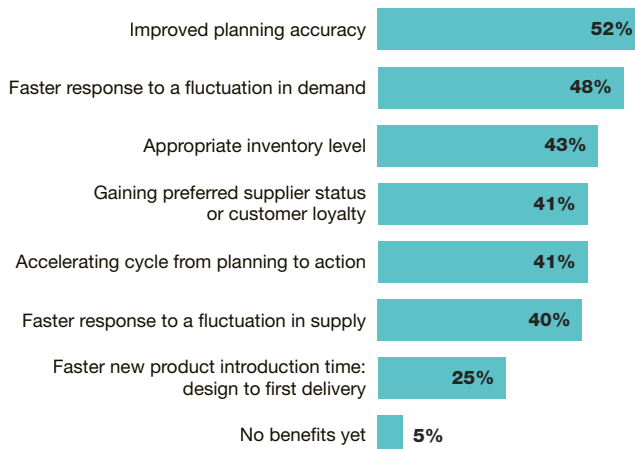 Improved planning accuracy 52%
Faster response to a fluctuation in demand 48%
Appropriate inventory level 43%
Gaining preferred supplier status
or customer loyalty 41%
Accelerating cycle from planning to action 41%
Faster response to a fluctuation in supply 40%
Faster new product introduction time:
design to first delivery 25%
No benefits yet 5%